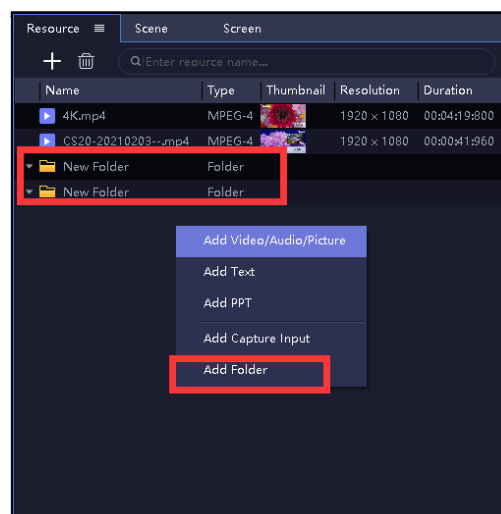 Resource Scene Screen
Enter reource name...
Name Type Thumbnail Resolution Duration
4K.mp4 MPEG-4 1920 × 1080 00:04:19:800
CS20-20210203--.mp4 MPEG-4 1920 × 1080 00:00:41:960
New Folder Folder
New Folder Folder
Add Video/Audio/Picture
Add Text
Add PPT
Add Capture Input
Add Folder